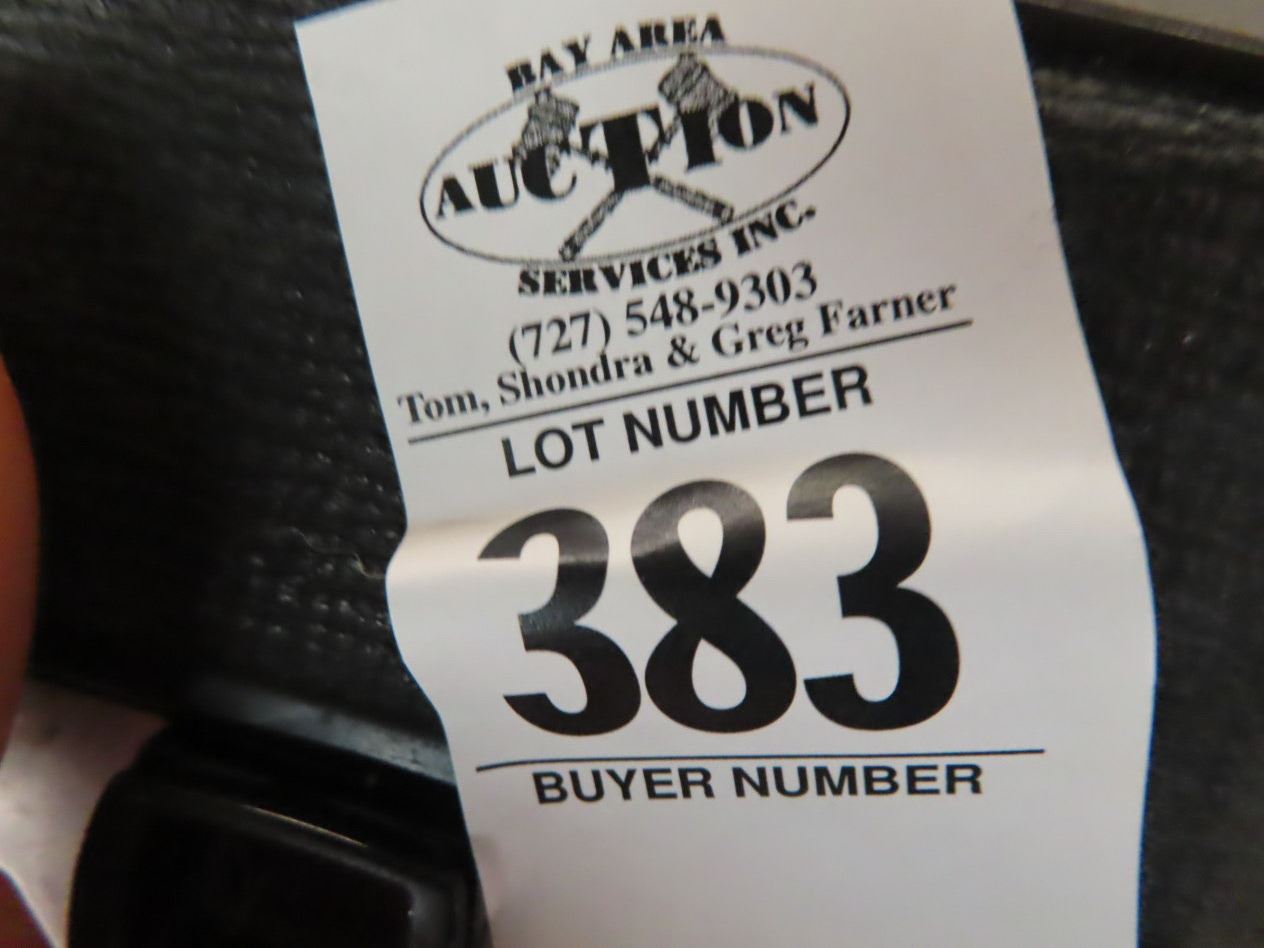 BAY AREA
AUCTION
SERVICES INC.
(727) 548-9303
Tom, Shondra & Greg Farner
LOT NUMBER
383
BUYER NUMBER